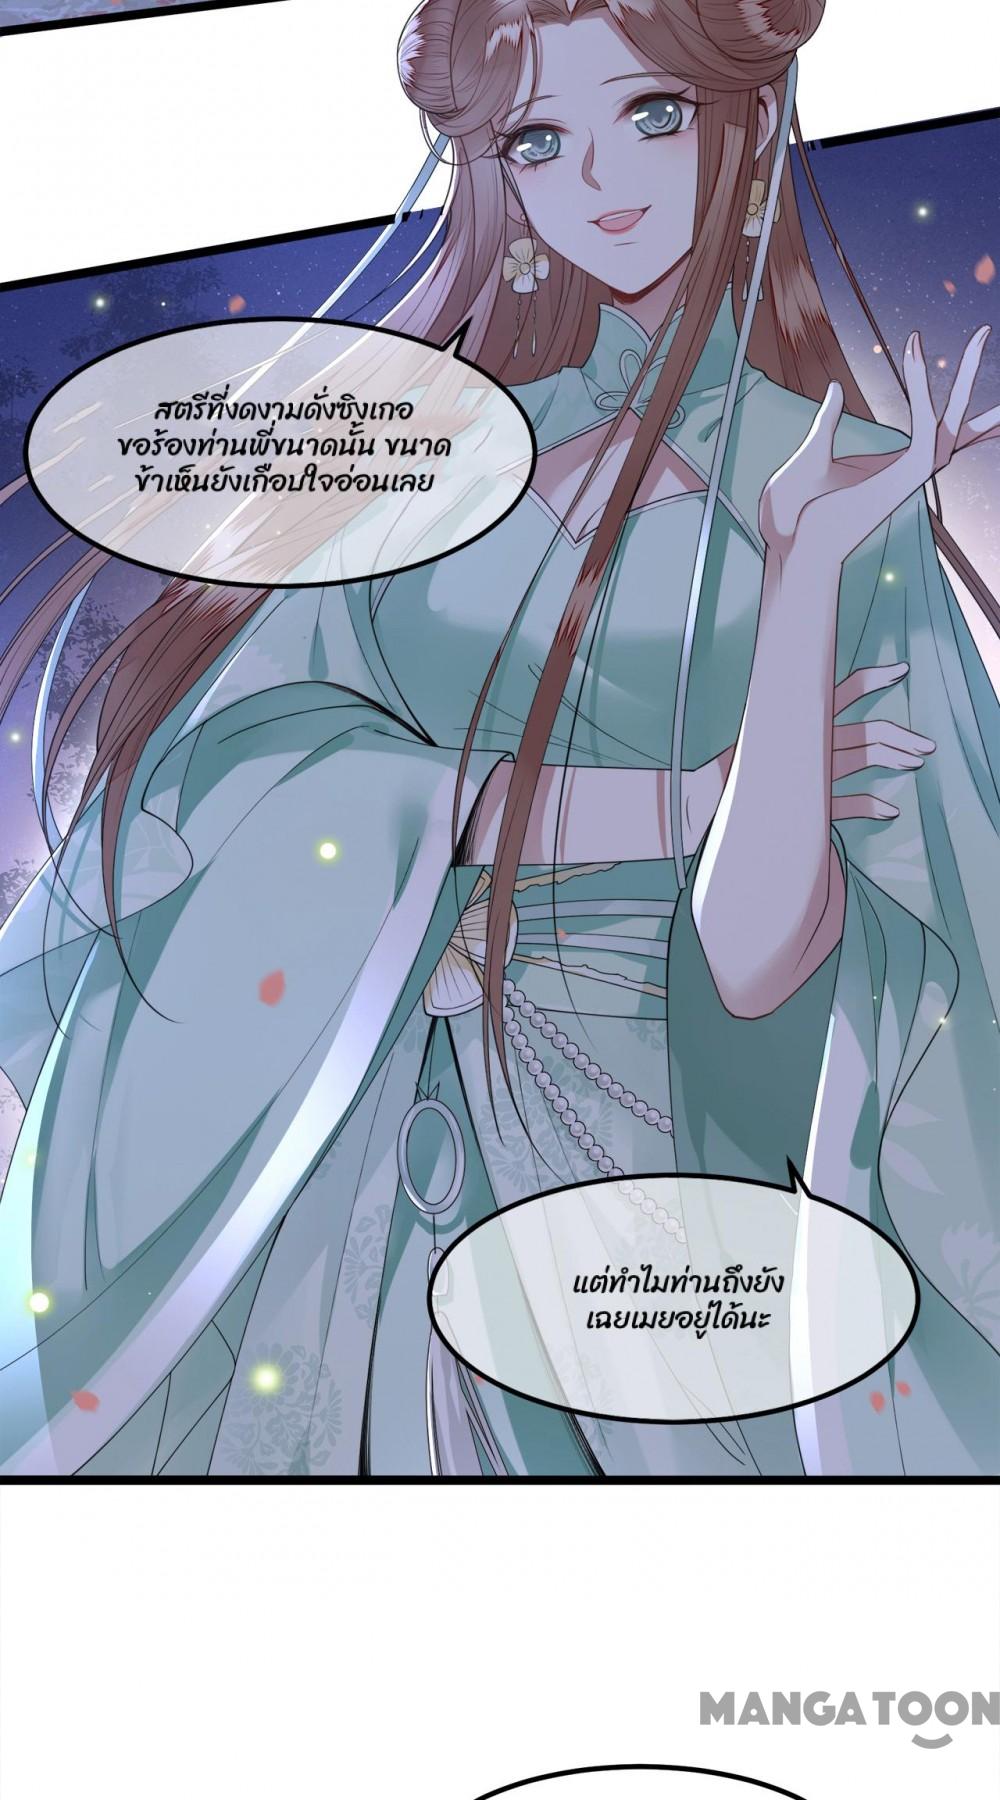 สตรีที่งดงามดั่งซิงเกอ
ขอร้องท่านพี่ขนาดนั้น ขนาด
ข้าเห็นยังเกือบใจอ่อนเลย
แต่ทำไมท่านถึงยัง
เฉยเมยอยู่ได้นะ
MANGATOON